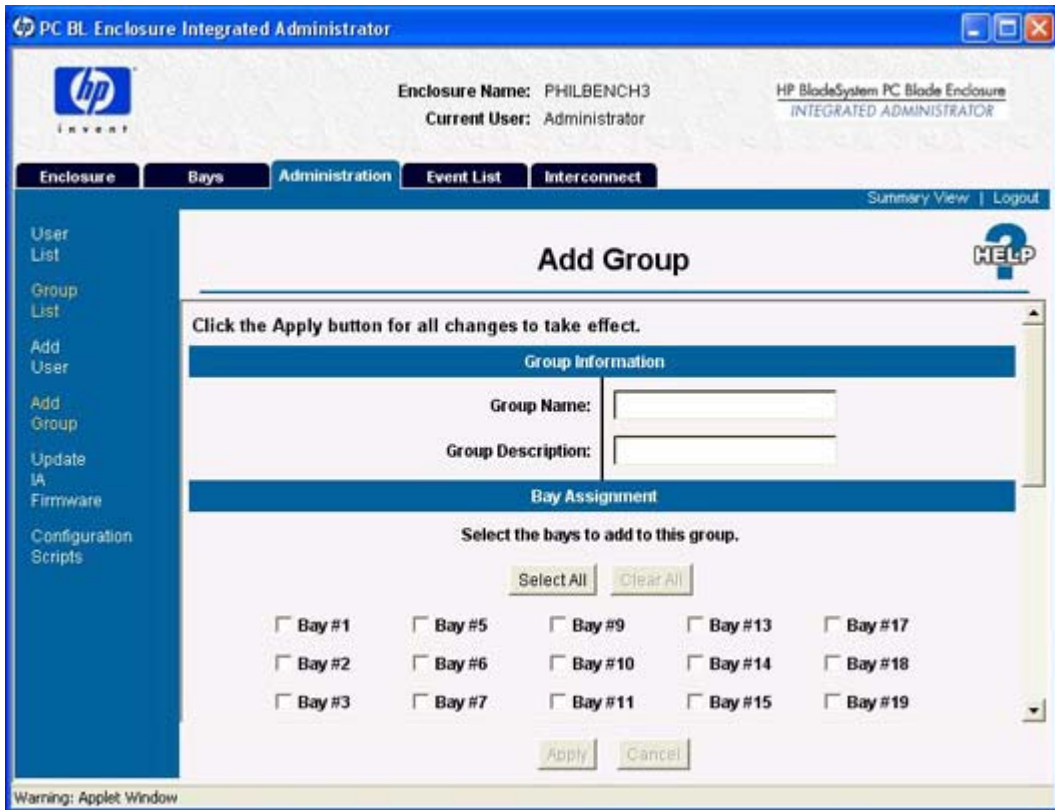 PC BL Enclosure Integrated Administrator
hp
invent
Enclosure Name: PHILBENCH3
Current User: Administrator
HP BladeSystem PC Blade Enclosure
INTEGRATED ADMINISTRATOR
Enclosure Bays Administration Event List Interconnect
Summary View | Logout
User
List
Group
List
Add
User
Add
Group
Update
IA
Firmware
Configuration
Scripts
Add Group
HELP
Click the Apply button for all changes to take effect.
Group Information
Group Name:
Group Description:
Bay Assignment
Select the bays to add to this group.
Select All Clear All
Bay #1 Bay #5 Bay #9 Bay #13 Bay #17
Bay #2 Bay #6 Bay #10 Bay #14 Bay #18
Bay #3 Bay #7 Bay #11 Bay #15 Bay #19
Apply Cancel
Warning: Applet Window